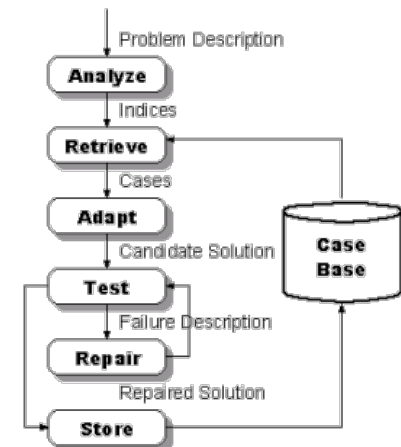 Problem Description
Analyze
Indices
Retrieve
Cases
Adapt
Candidate Solution
Case
Base
Test
Failure Description
Repair
Repaired Solution
Store